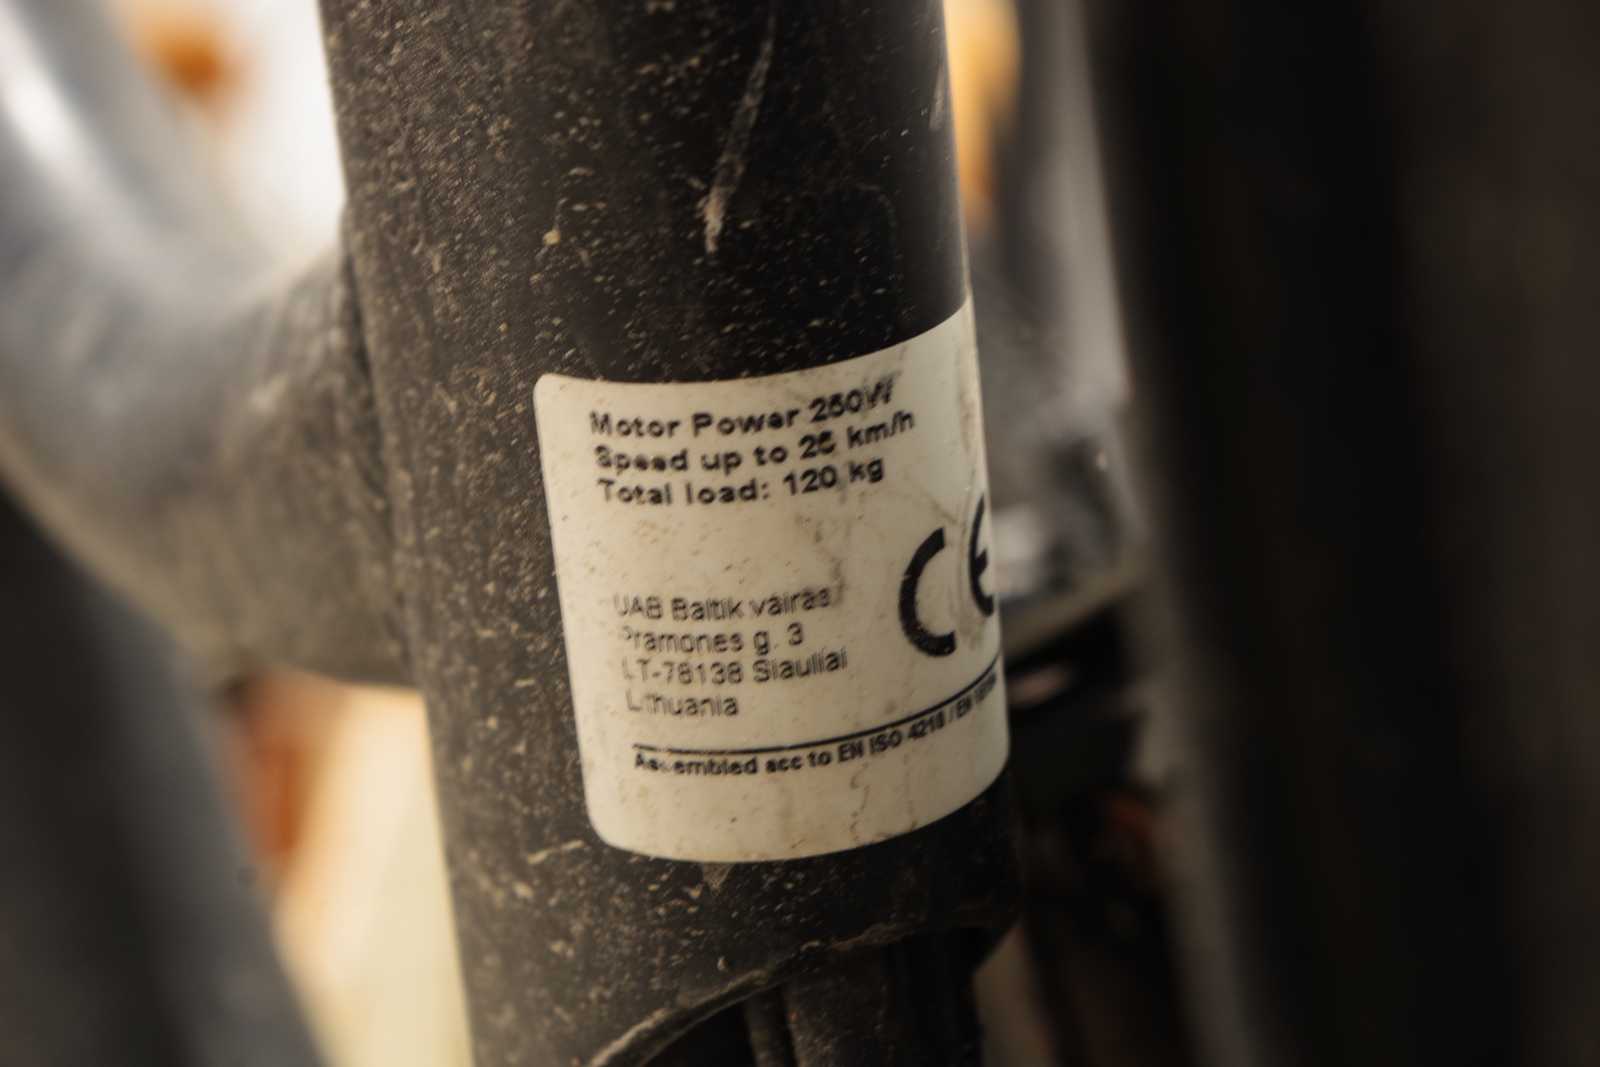 Motor Power 250W
Speed up to 25 km/h
Total load: 120 kg
CE
UAB Baltik vairas
Pramones g. 3
LT-78138 Siauliai
Lithuania
Assembled acc to EN ISO 4210 / EN